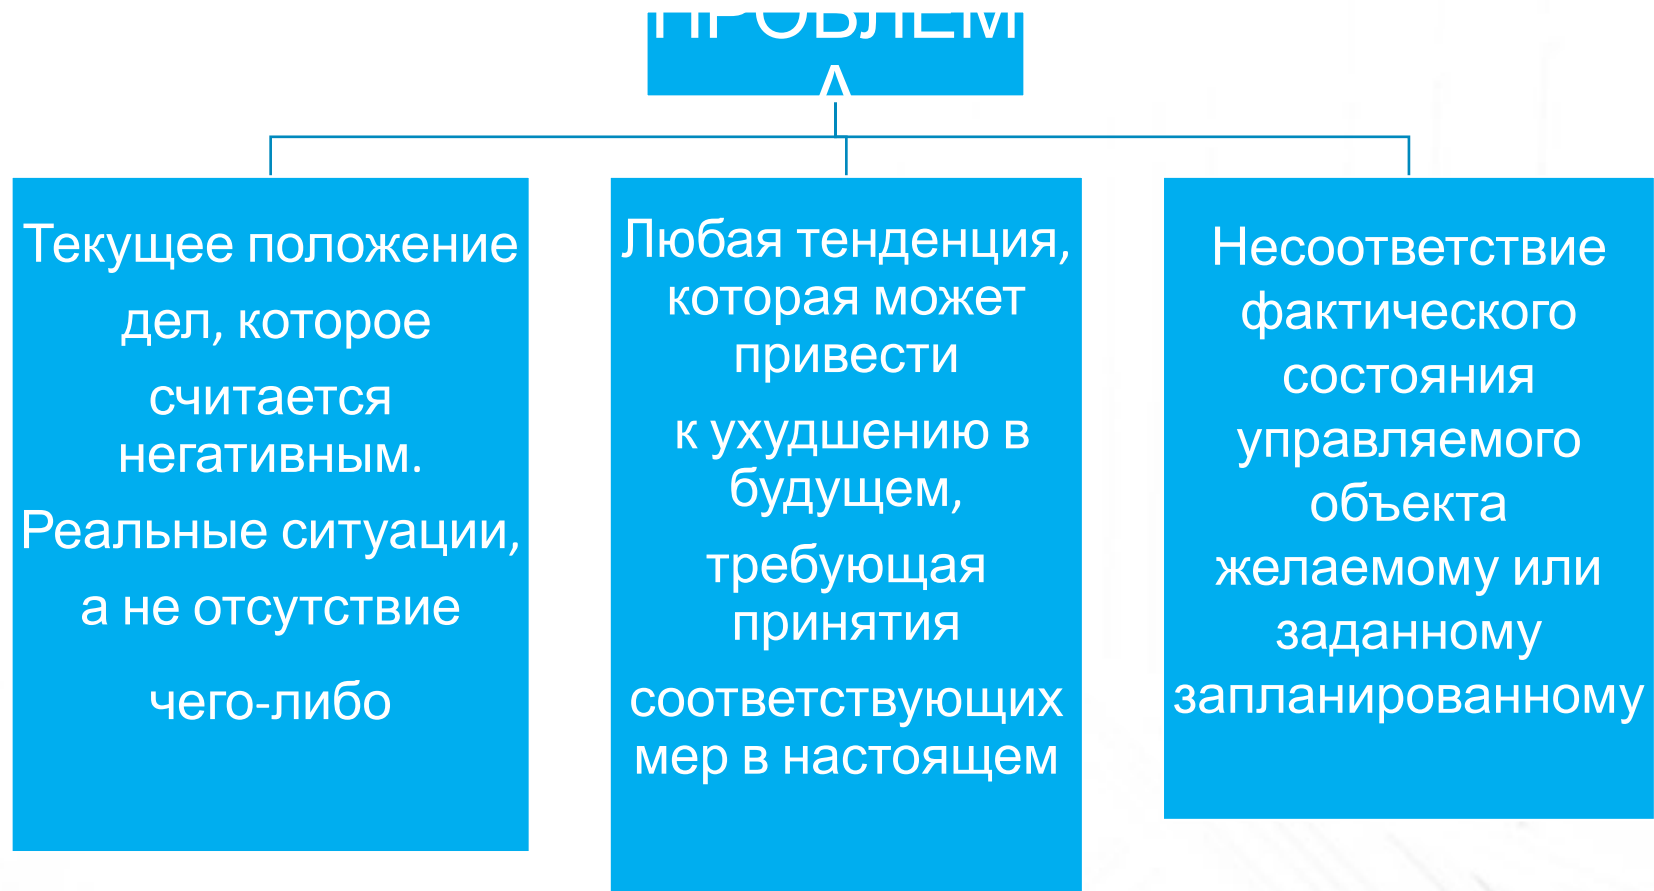 ПРОБЛЕМ
А
Текущее положение
дел, которое
считается
негативным.
Реальные ситуации,
а не отсутствие
чего-либо
Любая тенденция,
которая может
привести
к ухудшению в
будущем,
требующая
принятия
соответствующих
мер в настоящем
Несоответствие
фактического
состояния
управляемого
объекта
желаемому или
заданному
запланированному